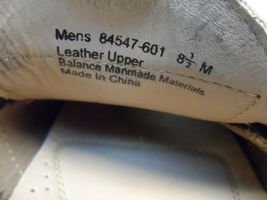 Mens 84547-601 8 1/2 M
Leather Upper
Balance Manmade Materials
Made in China